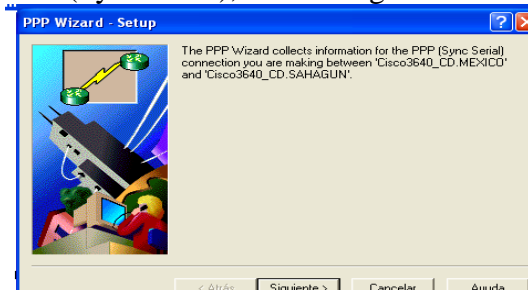 PPP Wizard - Setup
The PPP Wizard collects information for the PPP (Sync Serial)
connection you are making between 'Cisco3640_CD.MEXICO'
and 'Cisco3640_CD.SAHAGUN'.
< Atrás Siguiente > Cancelar Ayuda